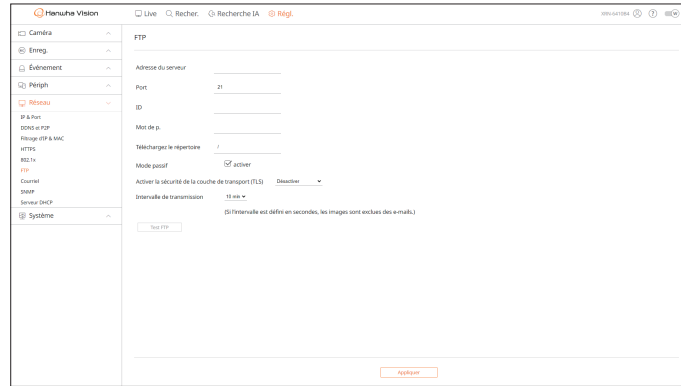 Hanwha Vision
Live Recher. Recherche IA Régl.
Caméra
Enreg.
Évènement
Périph
Réseau
IP & Port
DDNS et P2P
Filtrage d'IP & MAC
HTTPS
802.1x
FTP
Courriel
SNMP
Serveur DHCP
Système
FTP
Adresse du serveur
Port 21
ID
Mot de p.
Téléchargez le répertoire /
Mode passif activer
Activer la sécurité de la couche de transport (TLS) Désactiver
Intervalle de transmission 10 min
(Si l'intervalle est défini en secondes, les images sont exclues des e-mails.)
Test FTP
Appliquer